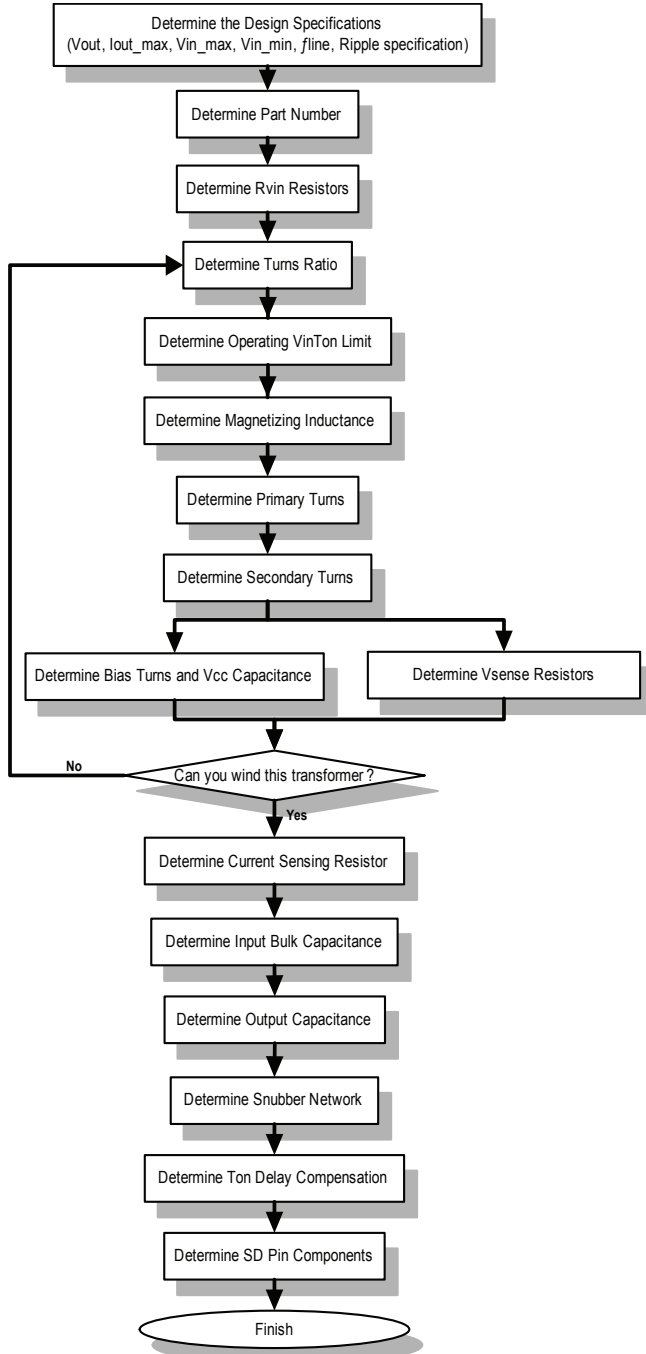 Determine the Design Specifications
(Vout, Iout_max, Vin_max, Vin_min, ƒline, Ripple specification)
Determine Part Number
Determine Rvin Resistors
Determine Turns Ratio
Determine Operating VinTon Limit
Determine Magnetizing Inductance
Determine Primary Turns
Determine Secondary Turns
Determine Bias Turns and Vcc Capacitance
Determine Vsense Resistors
No
Can you wind this transformer ?
Yes
Determine Current Sensing Resistor
Determine Input Bulk Capacitance
Determine Output Capacitance
Determine Snubber Network
Determine Ton Delay Compensation
Determine SD Pin Components
Finish